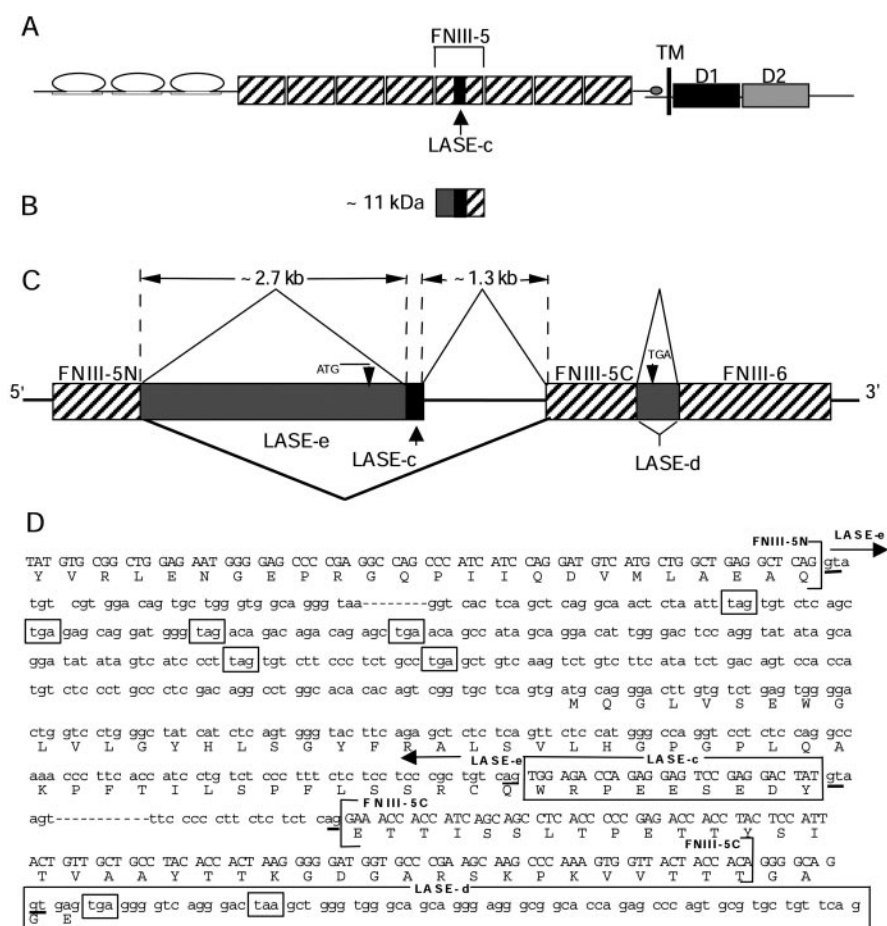 A
FNIII-5
TM
D1
D2
LASE-c
B
~ 11 kDa
C
~ 2.7 kb
~ 1.3 kb
ATG
TGA
FNIII-5N
FNIII-5C
FNIII-6
5'
3'
LASE-e
LASE-c
LASE-d
D
FNIII-5N
LASE-e
TAT GTG CGG CTG GAG AAT GGG GAG CCC CGA GGC CAG CCC ATC ATC CAG GAT GTC ATG CTG GCT GAG GCT CAG gta
Y V R L E N G E P R G Q P I I Q D V M L A E A Q
tgt cgt gga cag tgc tgg gtg gca ggg taa--------ggt cac tca gct cag gca act cta att tag tgt ctc agc
tga gag cag gat ggg tag aca gac aga cag agc tga aca gcc ata gca gga cat tgg gac tcc agg tat ata gca
gga tat ata gtc atc cct tag tgt ctt ccc tct gcc tga gct gtc aag tct gtc ttc ata tct gac agt cca cca
tgt ctc cct gcc ctc gac agg cct ggc aca cac agt cgg tgc tca gtg atg cag gga ctt gtg tct gag tgg gga
M Q G L V S E W G
ctg gtc ctg ggc tat cat ctc agt ggg tac ttc aga gct ctc tca gtt ctc cat ggg cca ggt cct ctc cag gcc
L V L G Y H L S G Y F R A L S V L H G P G P L Q A
LASE-e
LASE-c
aaa ccc ttc acc atc ctg tct ccc ttt ctc tcc tcc cgc tgt cag TGG AGA CCA GAG GAG TCC GAG GAC TAT gta
K P F T I L S P F L S S R C Q W R P E E S E D Y
FNIII-5C
agt -----------ttc ccc ctt ctc tct cag GAA ACC ACC ATC AGC AGC CTC ACC CCC GAG ACC ACC TAC TCC ATT
E T T I S S L T P E T T Y S I
FNIII-5C
ACT GTT GCT GCC TAC ACC ACT AAG GGG GAT GGT GCC CGA AGC AAG CCC AAA GTG GTT ACT ACC ACA GGG GCA G
T V A A Y T T K G D G A R S K P K V V T T T G A
LASE-d
gt gag tga ggg gtc agg gac taa gct ggg tgg gca gca ggg agg gcg gca cca gag ccc agt gcg tgc tgt tca g
G E